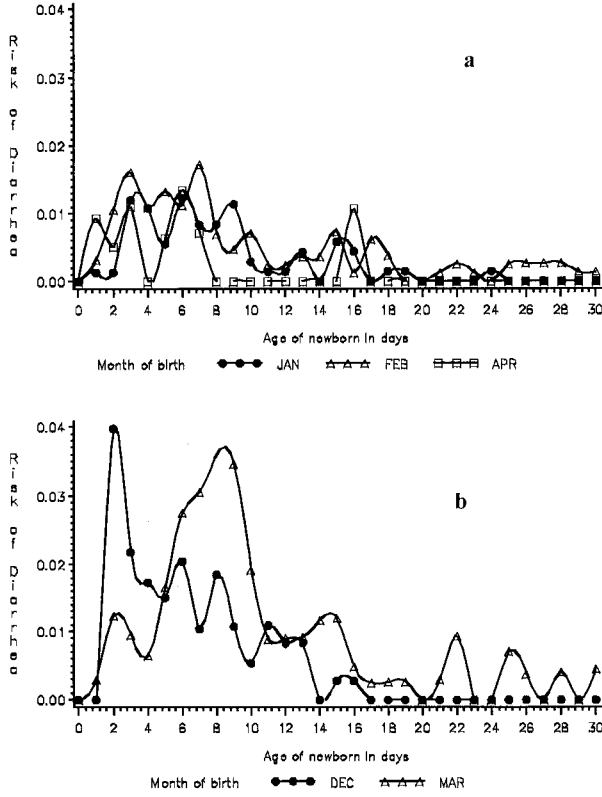 0.04
0.03
0.02
0.01
0.00
Risk of Diarrhea
a
0 2 4 6 8 10 12 14 16 18 20 22 24 26 28 30
Age of newborn in days
Month of birth JAN FEB APR
0.04
0.03
0.02
0.01
0.00
Risk of Diarrhea
b
0 2 4 6 8 10 12 14 16 18 20 22 24 26 28 30
Age of newborn in days
Month of birth DEC MAR